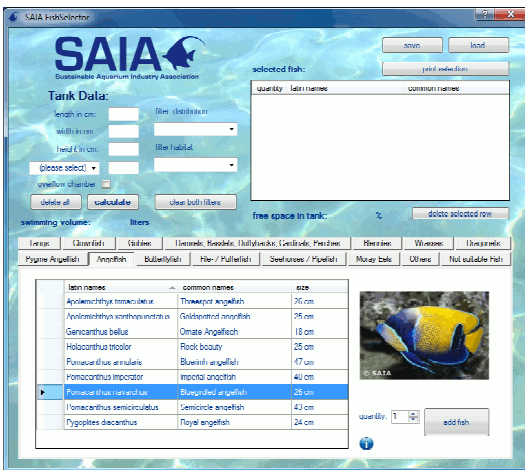 SAIA FishSelector
SAIA
Sustainable Aquarium Industry Association
save
load
selected fish:
print selection
quantity latin names common names
Tank Data:
length in cm:
filter distribution:
width in cm:
height in cm:
filter habitat:
(please select)
overflow chamber
delete all
calculate
clear both filters
free space in tank: %
delete selected row
swimming volume: liters
Tangs Clownfish Gobies Damsels, Basslets, Dottybacks, Cardinals, Perches Blennies Wrasses Dragonets
Pygme Angelfish Angelfish Butterflyfish File- / Pufferfish Seehorses / Pipefish Moray Eels Others Not suitable Fish
latin names common names size
Apolemichthys trimaculatus Threespot angelfish 26 cm
Apolemichthys xanthopunctatus Goldspotted angelfish 25 cm
Genicanthus bellus Ornate Angelfisch 18 cm
Holacanthus tricolor Rock beauty 25 cm
Pomacanthus annularis Bluerinh angelfish 47 cm
Pomacanthus imperator Imperial angelfish 40 cm
Pomacanthus navarchus Bluegirdled angelfish 26 cm
Pomacanthus semicirculatus Semicircle angelfish 43 cm
Pygoplites diacanthus Royal angelfish 24 cm
© SAIA
quantity: 1
add fish